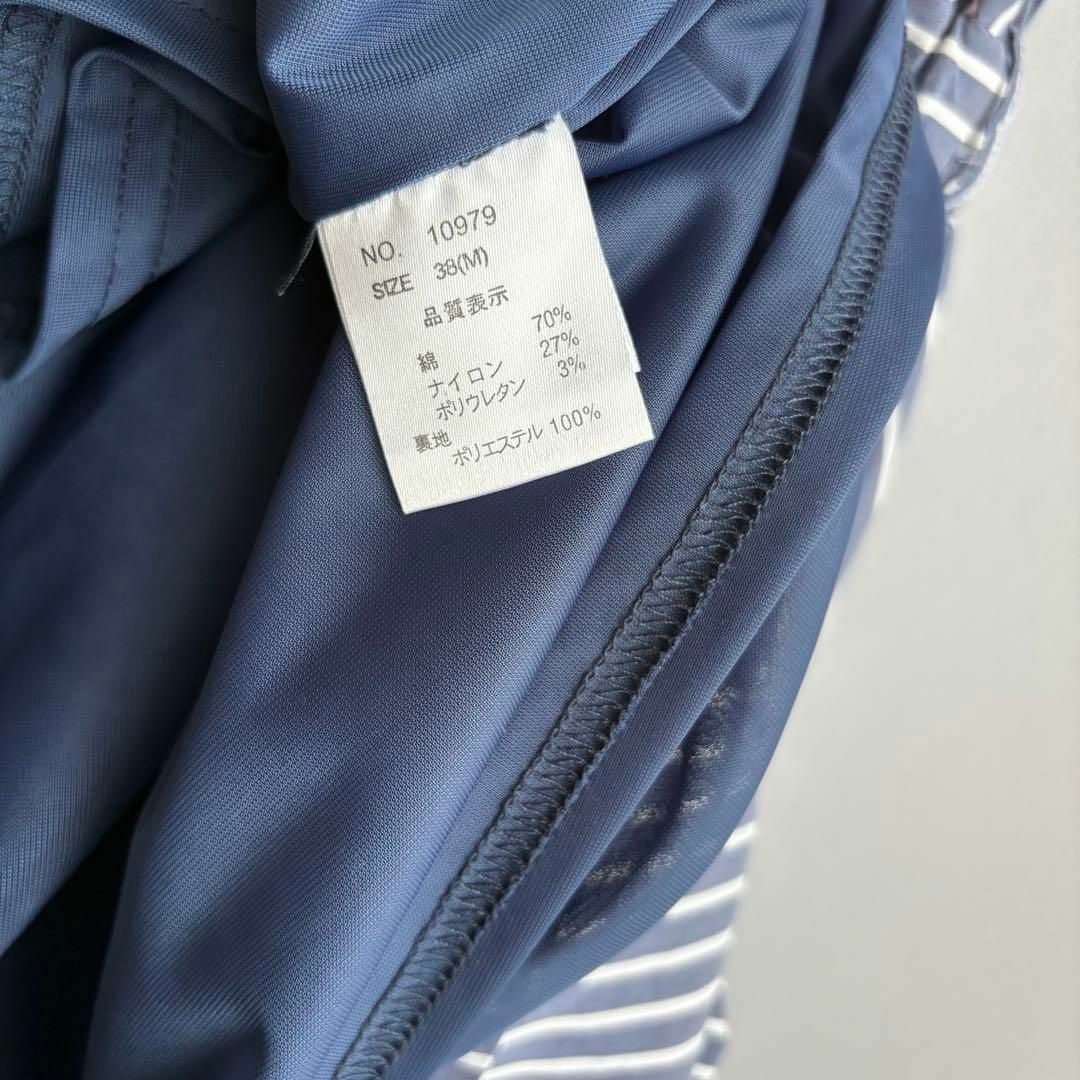 NO. 10979
SIZE 38(M)
品質表示
綿 70%
ナイロン 27%
ポリウレタン 3%
裏地
ポリエステル 100%